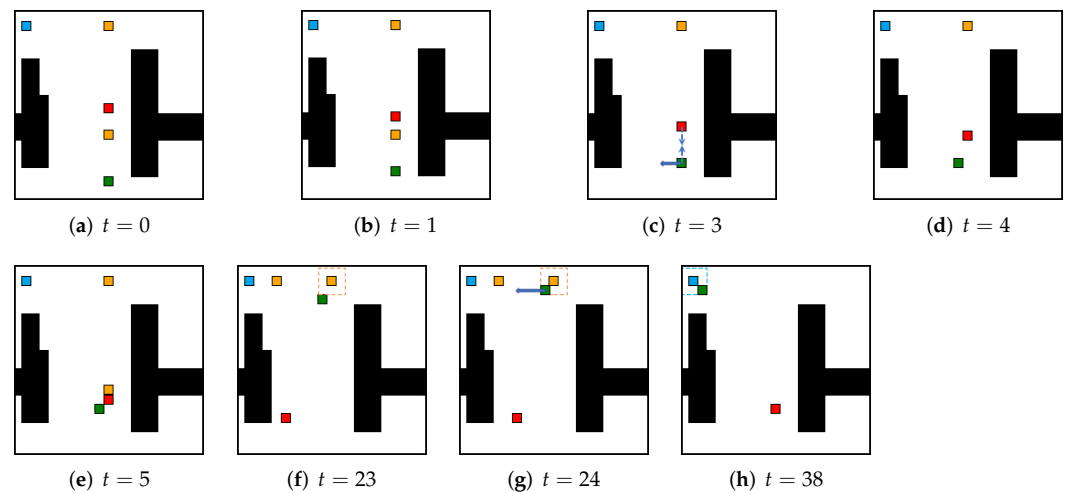 (a) t = 0
(b) t = 1
(c) t = 3
(d) t = 4
(e) t = 5
(f) t = 23
(g) t = 24
(h) t = 38